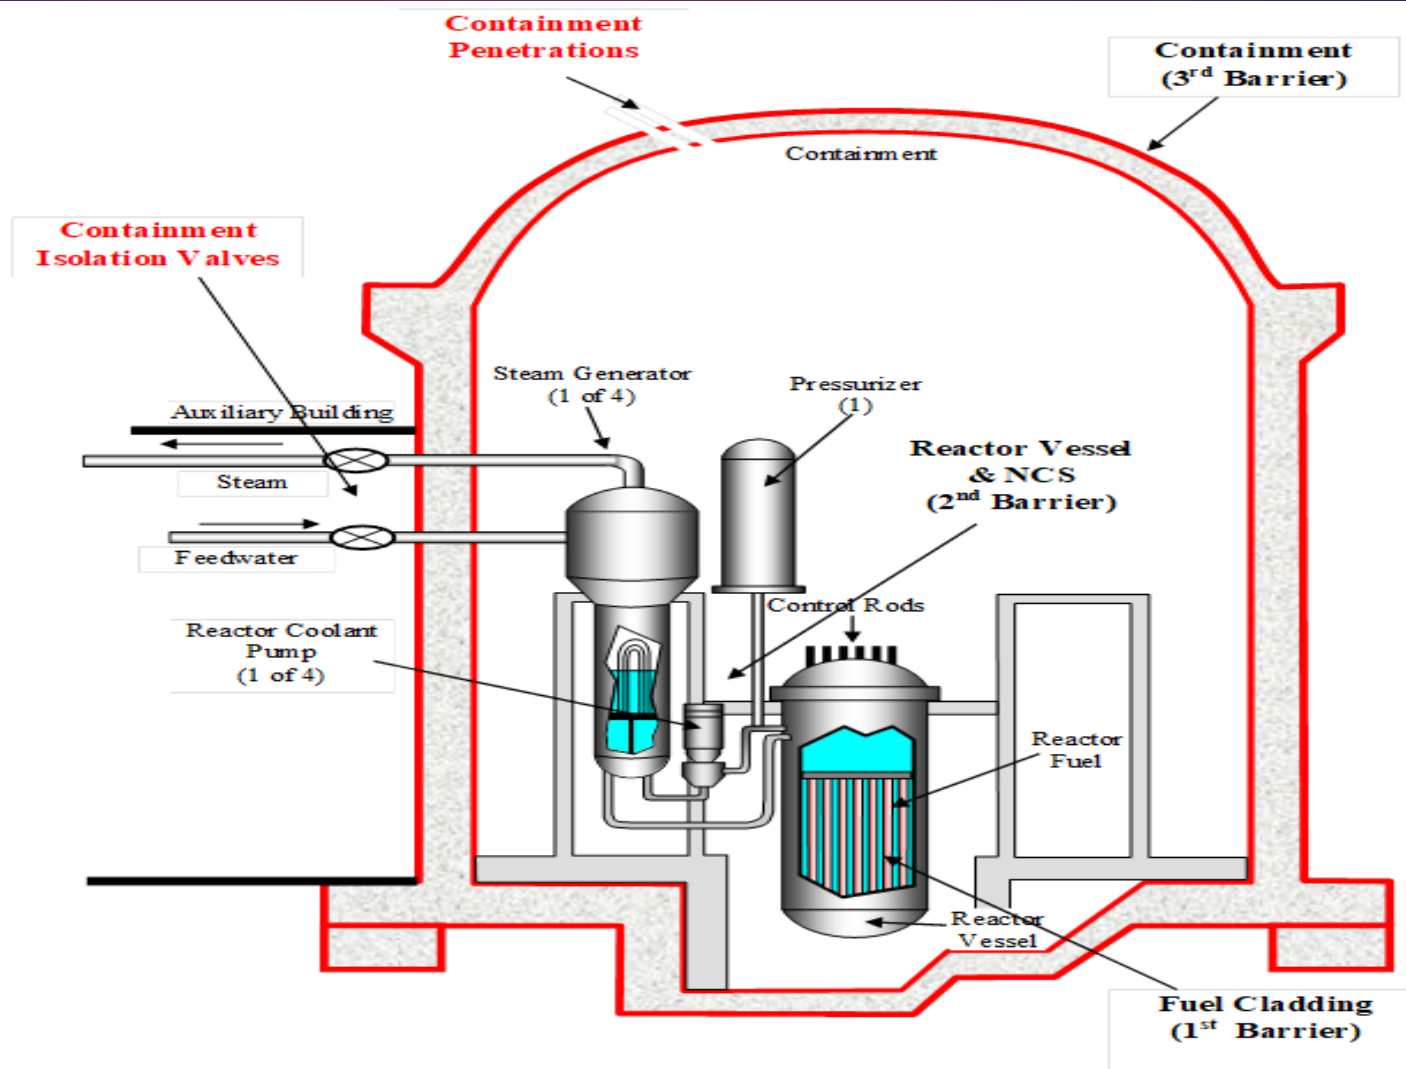 Containment
Penetrations
Containment
(3rd Barrier)
Containment
Containment
Isolation Valves
Steam Generator
(1 of 4)
Pressurizer
(1)
Auxiliary Building
Reactor Vessel
& NCS
(2nd Barrier)
Steam
Feedwater
Control Rods
Reactor Coolant
Pump
(1 of 4)
Reactor
Fuel
Reactor
Vessel
Fuel Cladding
(1st Barrier)